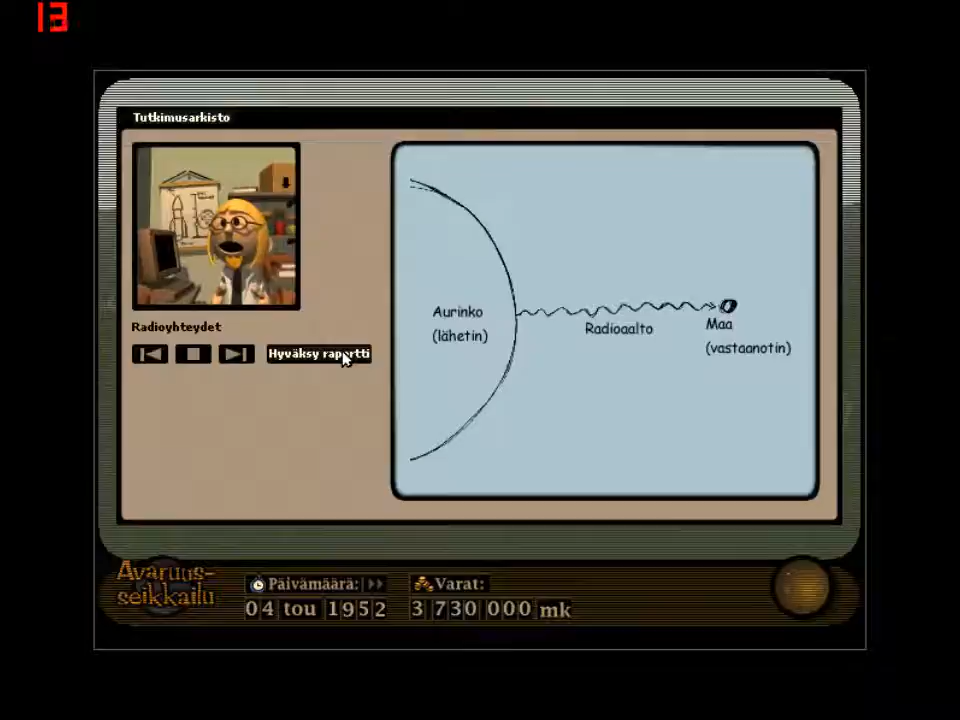 13
Tutkimusarkisto
Radioyhteydet
Hyväksy raportti
Aurinko
(lähetin)
Radioaalto
Maa
(vastaanotin)
Avaruus-
seikkailu
Päivämäärä:
04 tou 1952
Varat:
3 730 000 mk